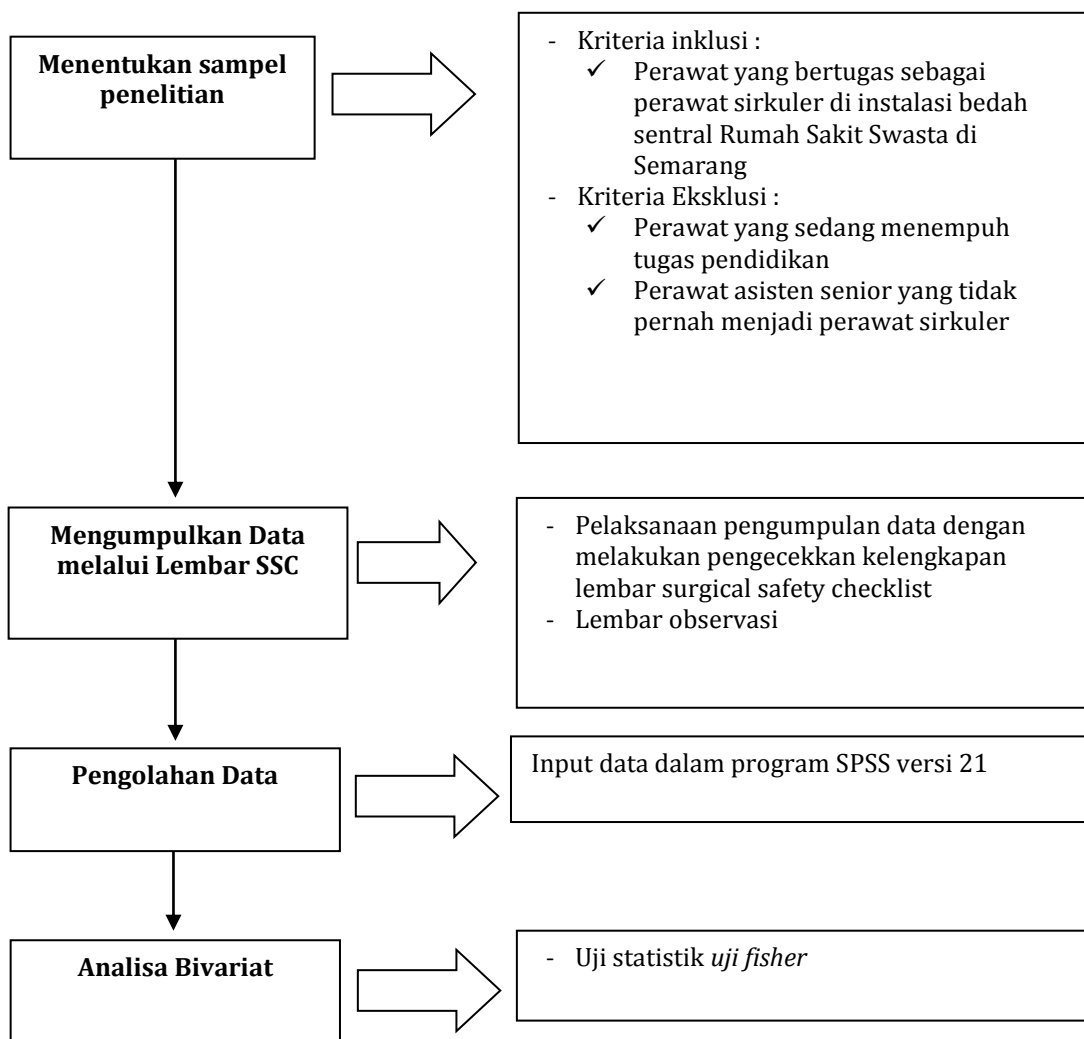 Menentukan sampel
penelitian
- Kriteria inklusi :
✓ Perawat yang bertugas sebagai
perawat sirkuler di instalasi bedah
sentral Rumah Sakit Swasta di
Semarang
- Kriteria Eksklusi :
✓ Perawat yang sedang menempuh
tugas pendidikan
✓ Perawat asisten senior yang tidak
pernah menjadi perawat sirkuler
Mengumpulkan Data
melalui Lembar SSC
- Pelaksanaan pengumpulan data dengan
melakukan pengecekkan kelengkapan
lembar surgical safety checklist
- Lembar observasi
Pengolahan Data
Input data dalam program SPSS versi 21
Analisa Bivariat
- Uji statistik uji fisher